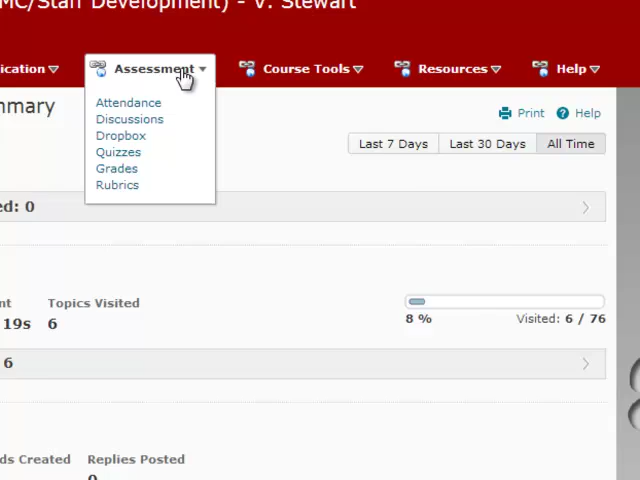 MC/Staff Development) - V. Stewart
ication Assessment Course Tools Resources Help
Attendance
Discussions
Dropbox
Quizzes
Grades
Rubrics
mmary
Print Help
Last 7 Days Last 30 Days All Time
ed: 0
nt Topics Visited
19s 6
8 % Visited: 6 / 76
6
ds Created Replies Posted
0